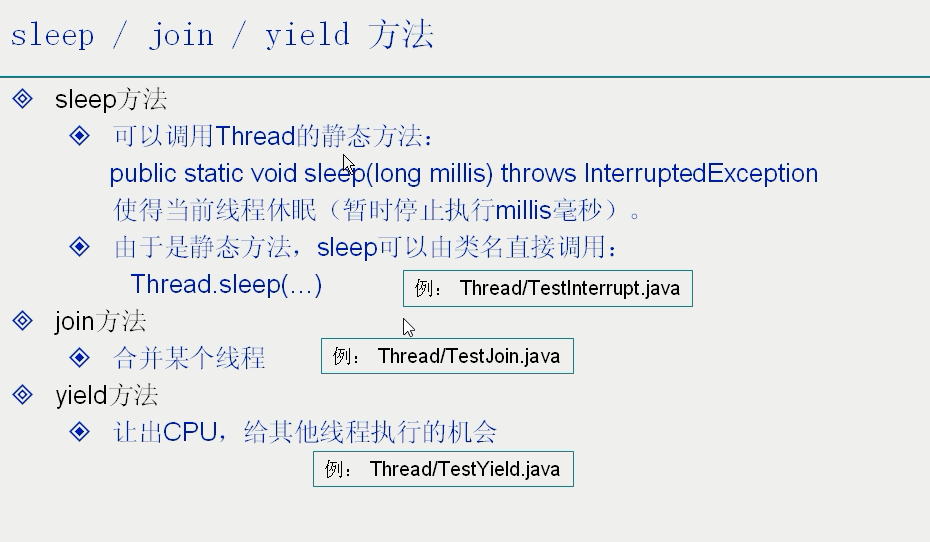 sleep / join / yield 方法
sleep方法
可以调用Thread的静态方法：
public static void sleep(long millis) throws InterruptedException
使得当前线程休眠（暂时停止执行millis毫秒）。
由于是静态方法，sleep可以由类名直接调用：
Thread.sleep(…)
例： Thread/TestInterrupt.java
join方法
合并某个线程
例： Thread/TestJoin.java
yield方法
让出CPU，给其他线程执行的机会
例： Thread/TestYield.java